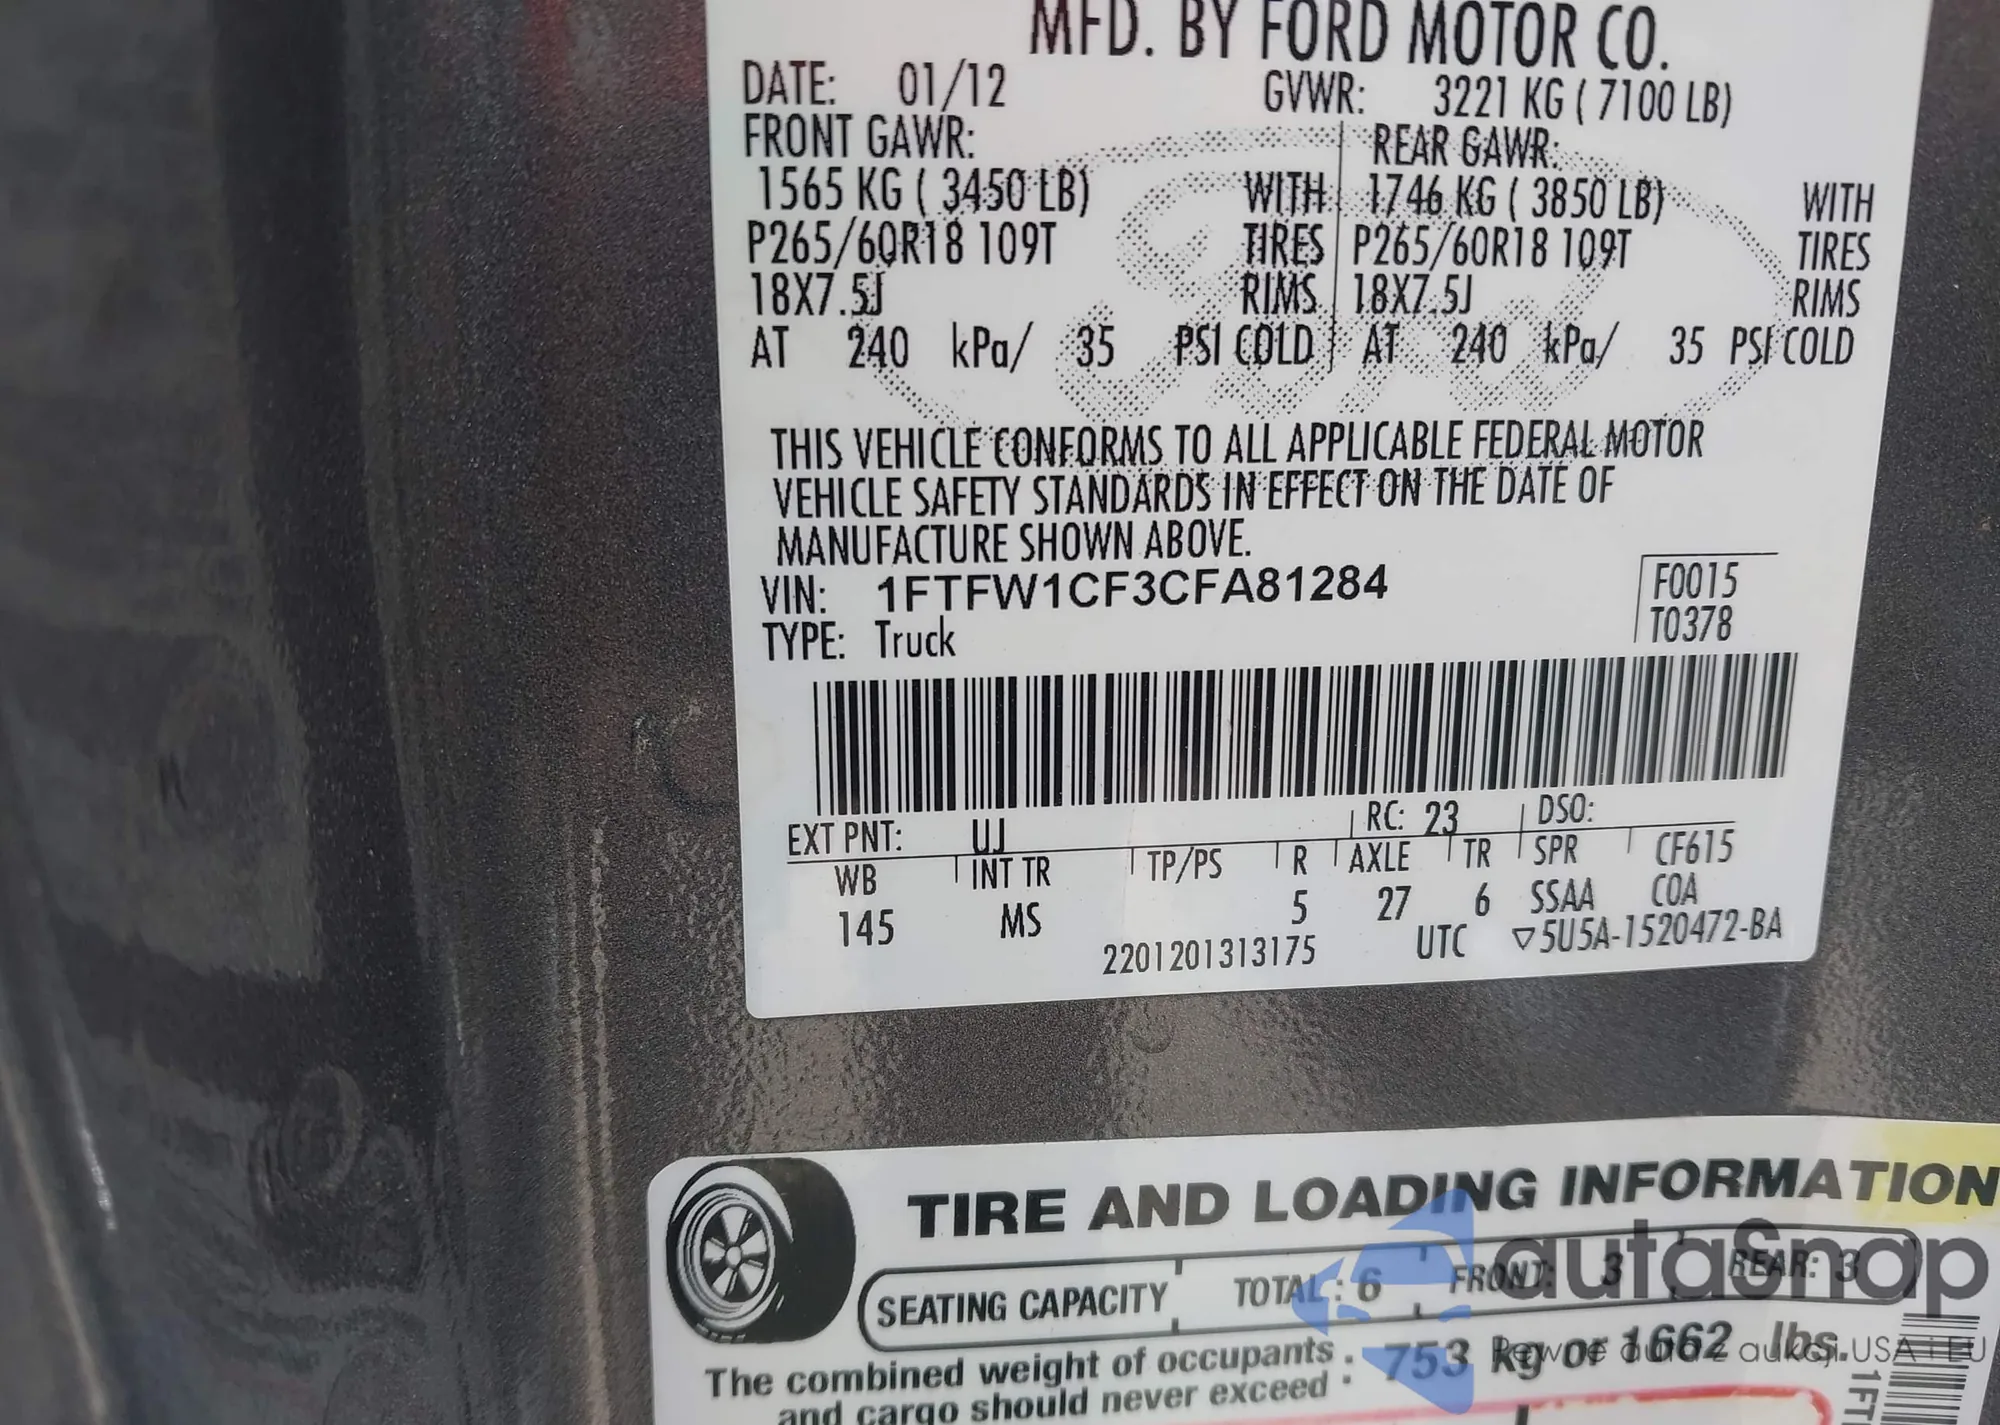 MFD. BY FORD MOTOR CO.
DATE: 01/12 GVWR: 3221 KG ( 7100 LB)
FRONT GAWR: REAR GAWR:
1565 KG ( 3450 LB) WITH 1746 KG ( 3850 LB) WITH
P265/60R18 109T TIRES P265/60R18 109T TIRES
18X7.5J RIMS 18X7.5J RIMS
AT 240 kPa/ 35 PSI COLD AT 240 kPa/ 35 PSI COLD
THIS VEHICLE CONFORMS TO ALL APPLICABLE FEDERAL MOTOR
VEHICLE SAFETY STANDARDS IN EFFECT ON THE DATE OF
MANUFACTURE SHOWN ABOVE.
VIN: 1FTFW1CF3CFA81284 F0015
TYPE: Truck T0378
EXT PNT: UJ RC: 23 DSO:
WB INT TR TP/PS R AXLE TR SPR CF615
145 MS 5 27 6 SSAA COA
2201201313175 UTC ▽5U5A-1520472-BA
TIRE AND LOADING INFORMATION
SEATING CAPACITY TOTAL : 6 FRONT: 3 REAR: 3
The combined weight of occupants : 753 kg or 1662 lbs.
and cargo should never exceed
autoSnap
Pewne auta z aukcji USA i EU
1FT